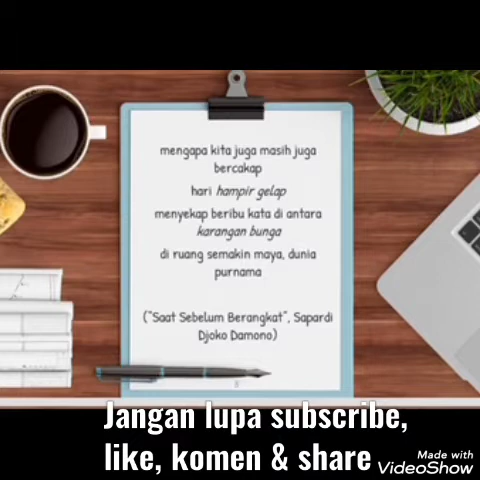 mengapa kita juga masih juga
bercakap
hari hampir gelap
menyekap beribu kata di antara
karangan bunga
di ruang semakin maya, dunia
purnama
("Saat Sebelum Berangkat", Sapardi
Djoko Damono)
Jangan lupa subscribe,
like, komen & share
Made with
VideoShow